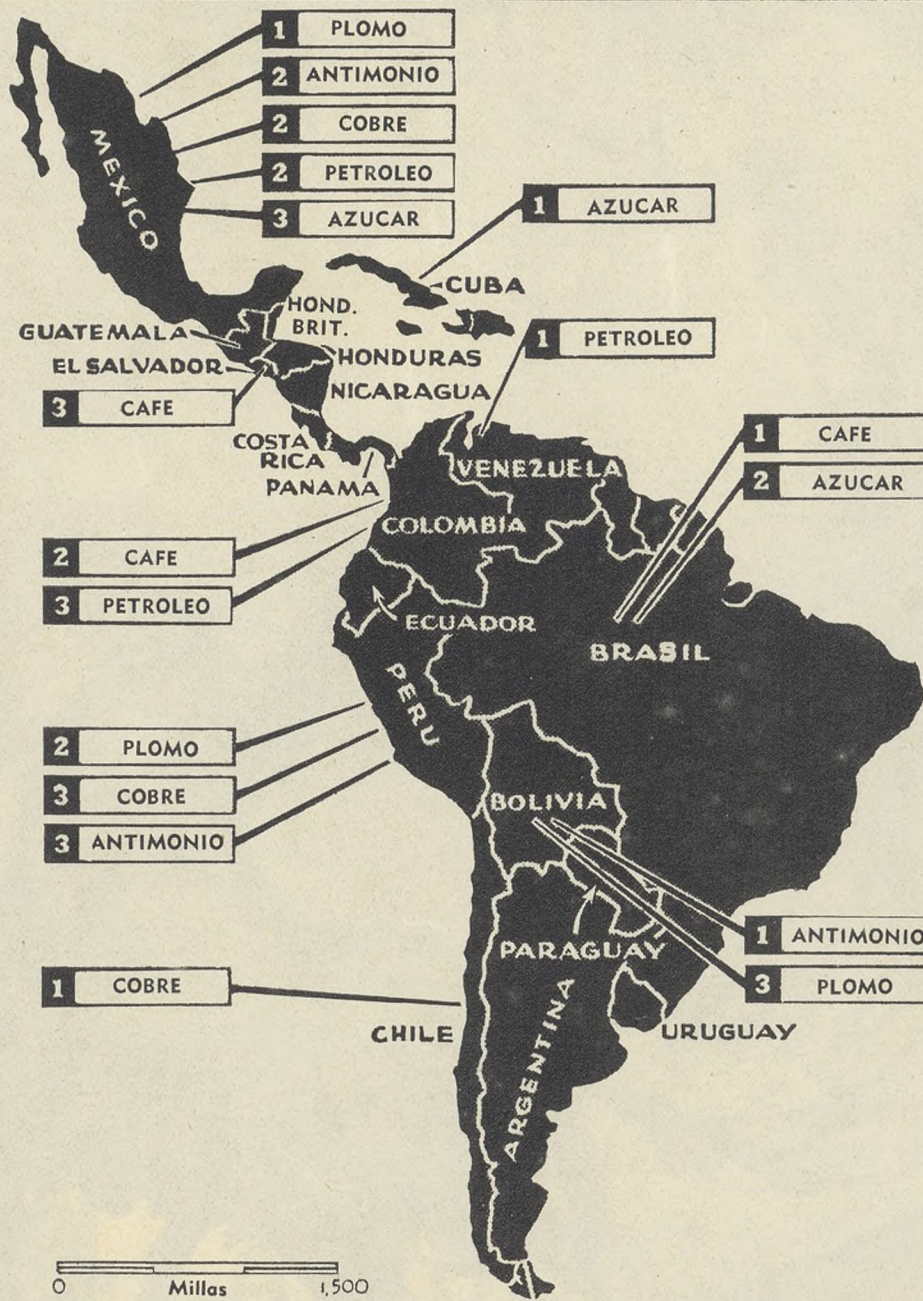 1 PLOMO
2 ANTIMONIO
2 COBRE
2 PETROLEO
3 AZUCAR
MEXICO
1 AZUCAR
CUBA
HOND.
BRIT.
GUATEMALA
1 PETROLEO
HONDURAS
EL SALVADOR
NICARAGUA
3 CAFE
1 CAFE
COSTA
RICA
VENEZUELA
2 AZUCAR
PANAMA
COLOMBIA
2 CAFE
3 PETROLEO
ECUADOR
BRASIL
PERU
2 PLOMO
3 COBRE
BOLIVIA
3 ANTIMONIO
1 ANTIMONIO
PARAGUAY
1 COBRE
3 PLOMO
CHILE
URUGUAY
ARGENTINA
0 Millas 1,500